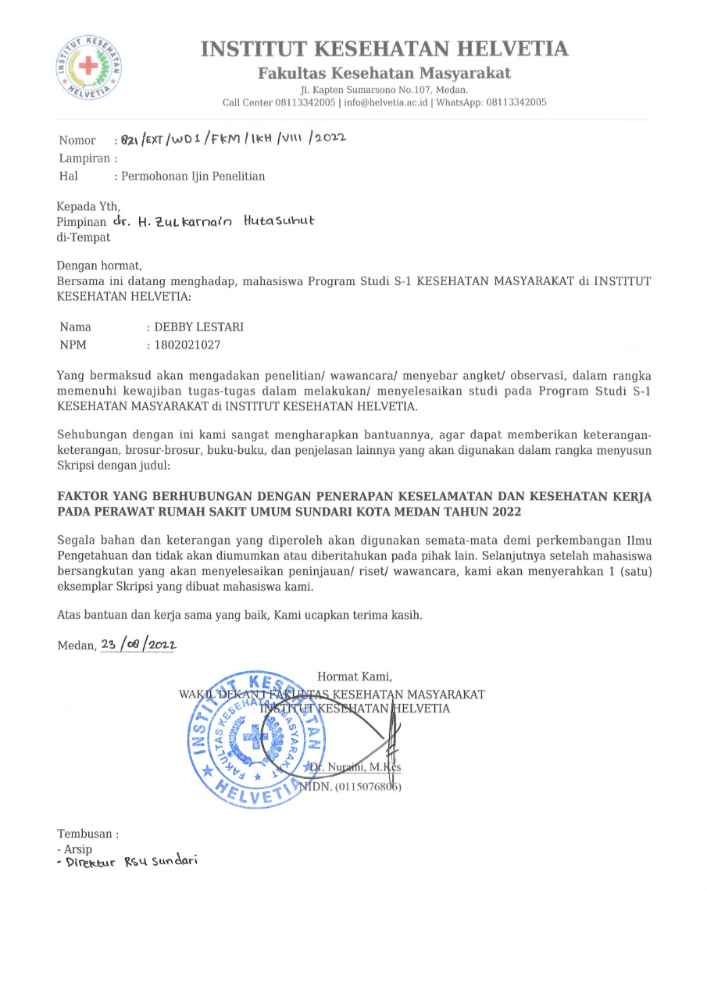 INSTITUT KESEHATAN HELVETIA
INSTITUT KESEHATAN HELVETIA
Fakultas Kesehatan Masyarakat
Jl. Kapten Sumarsono No.107, Medan.
Call Center 08113342005 | info@helvetia.ac.id | WhatsApp: 08113342005
Nomor : 821/EXT/WD1/FKM/IKH/VIII/2022
Lampiran :
Hal : Permohonan Ijin Penelitian
Kepada Yth,
Pimpinan dr. H. Zulkarnain Hutasuhut
di-Tempat
Dengan hormat,
Bersama ini datang menghadap, mahasiswa Program Studi S-1 KESEHATAN MASYARAKAT di INSTITUT
KESEHATAN HELVETIA:
Nama : DEBBY LESTARI
NPM : 1802021027
Yang bermaksud akan mengadakan penelitian/ wawancara/ menyebar angket/ observasi, dalam rangka
memenuhi kewajiban tugas-tugas dalam melakukan/ menyelesaikan studi pada Program Studi S-1
KESEHATAN MASYARAKAT di INSTITUT KESEHATAN HELVETIA.
Sehubungan dengan ini kami sangat mengharapkan bantuannya, agar dapat memberikan keterangan-
keterangan, brosur-brosur, buku-buku, dan penjelasan lainnya yang akan digunakan dalam rangka menyusun
Skripsi dengan judul:
FAKTOR YANG BERHUBUNGAN DENGAN PENERAPAN KESELAMATAN DAN KESEHATAN KERJA
PADA PERAWAT RUMAH SAKIT UMUM SUNDARI KOTA MEDAN TAHUN 2022
Segala bahan dan keterangan yang diperoleh akan digunakan semata-mata demi perkembangan Ilmu
Pengetahuan dan tidak akan diumumkan atau diberitahukan pada pihak lain. Selanjutnya setelah mahasiswa
bersangkutan yang akan menyelesaikan peninjauan/ riset/ wawancara, kami akan menyerahkan 1 (satu)
eksemplar Skripsi yang dibuat mahasiswa kami.
Atas bantuan dan kerja sama yang baik, Kami ucapkan terima kasih.
Medan, 23/08/2022
Hormat Kami,
WAKIL DEKAN I FAKULTAS KESEHATAN MASYARAKAT
INSTITUT KESEHATAN HELVETIA
INSTITUT KESEHATAN HELVETIA
FAKULTAS KESEHATAN MASYARAKAT
Dr. Nuraini, M.Kes
NIDN. (0115076806)
Tembusan :
- Arsip
- Direktur RSU Sundari